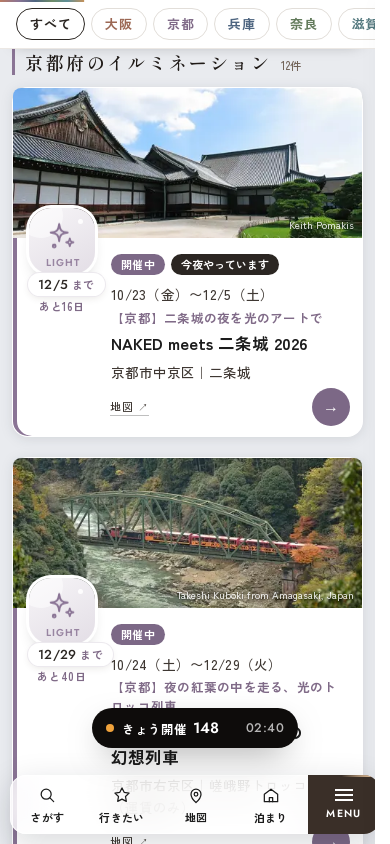 すべて
大阪
京都
兵庫
奈良
滋賀
京都府のイルミネーション 12件
Keith Pomakis
LIGHT
12/5 まで
あと16日
開催中 今夜やっています
10/23（金）〜12/5（土）
【京都】二条城の夜を光のアートで
NAKED meets 二条城 2026
京都市中京区｜二条城
地図 ↗
→
Takeshi Kuboki from Amagasaki, Japan
LIGHT
12/29 まで
あと40日
開催中
10/24（土）〜12/29（火）
【京都】夜の紅葉の中を走る、光のト
ロッコ列車
幻想列車
きょう開催 148 02:40
京都市右京区｜嵯峨野トロッコ
地図 ↗
さがす
行きたい
地図
泊まり
MENU